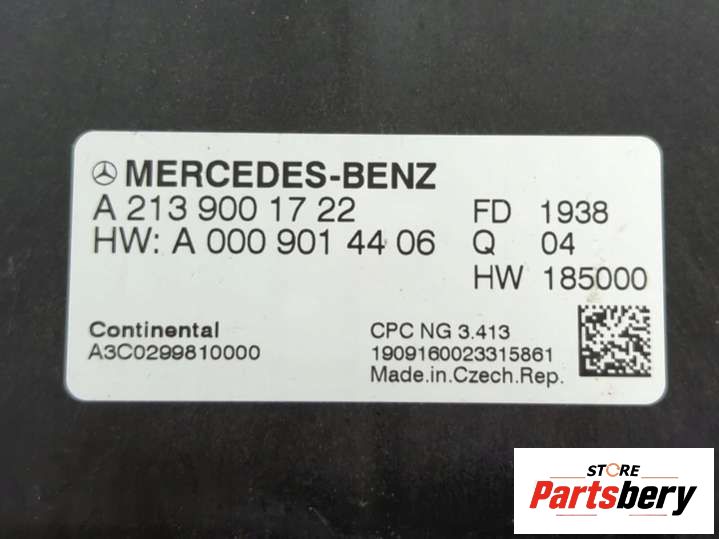 MERCEDES-BENZ
A 213 900 17 22 FD 1938
HW: A 000 901 44 06 Q 04
HW 185000
Continental CPC NG 3.413
A3C0299810000 1909160023315861
Made.in.Czech.Rep.
STORE
Partsbery